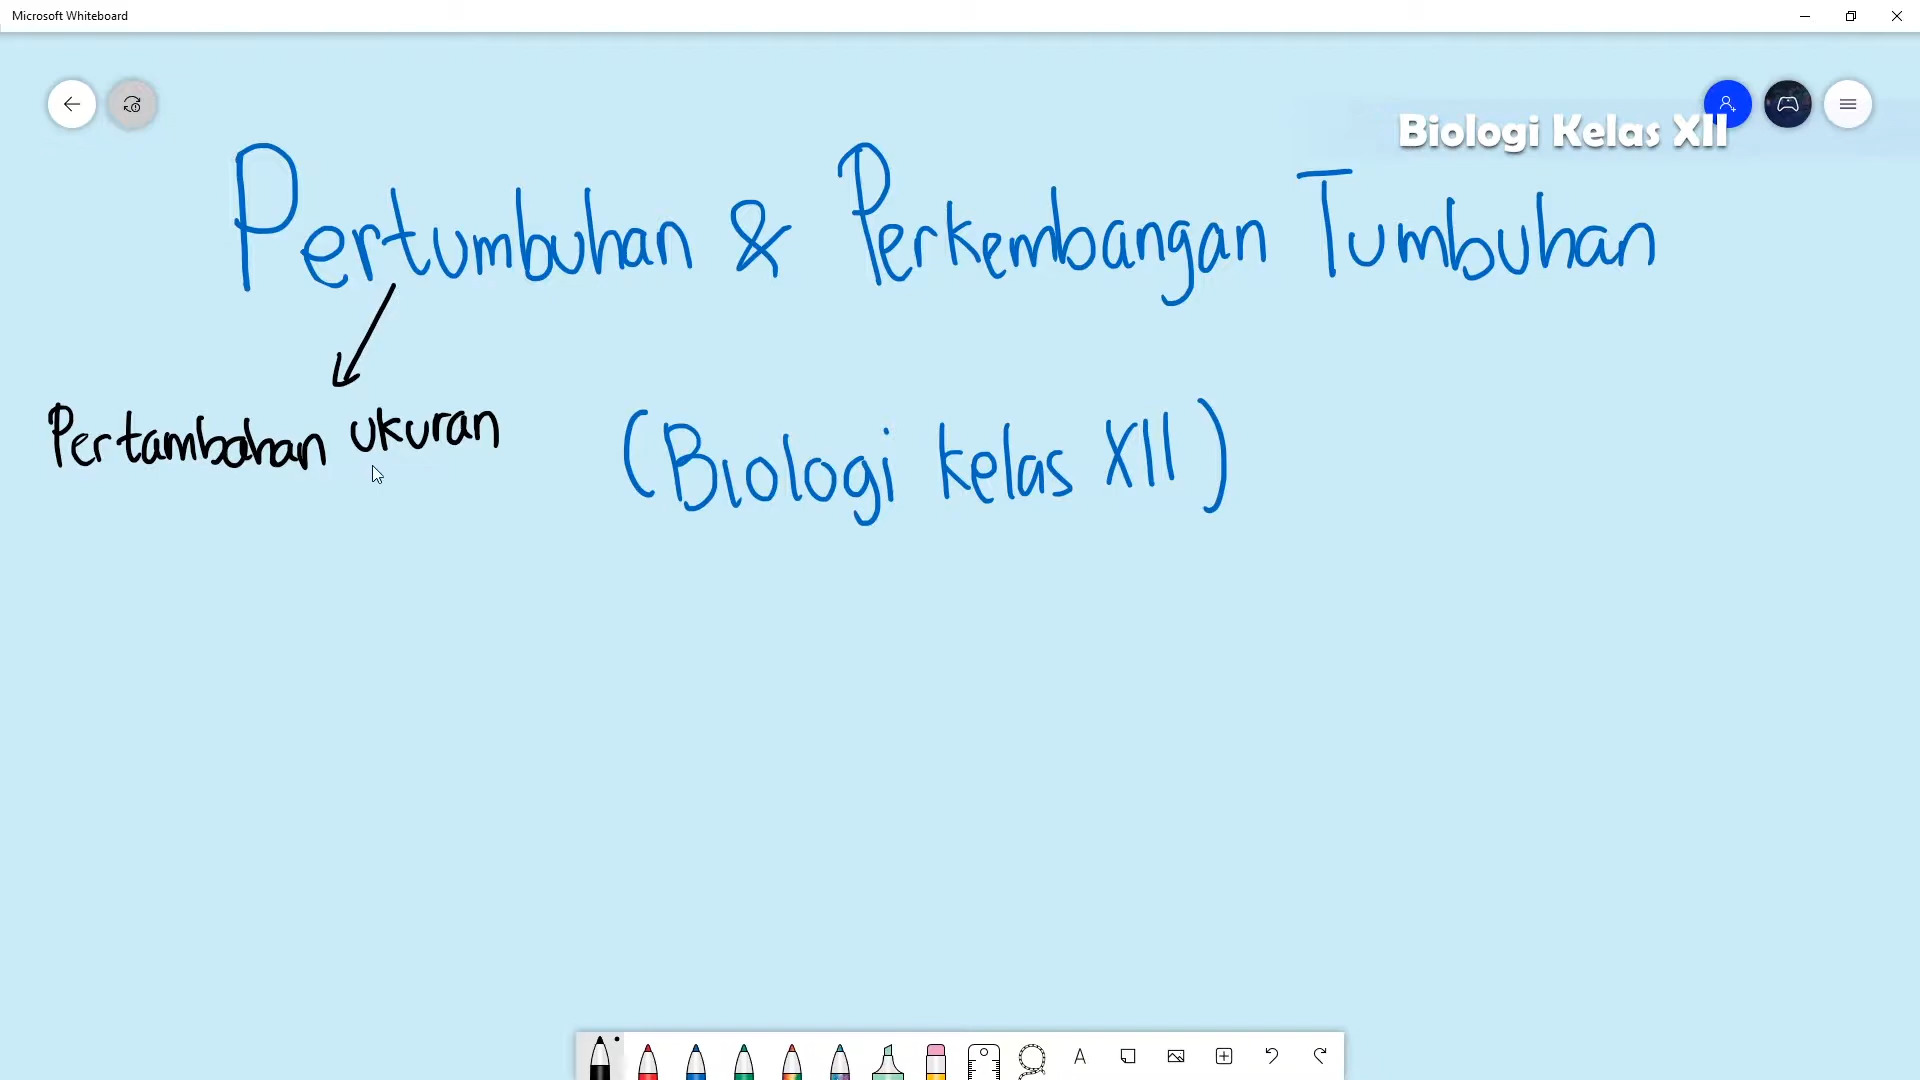 Microsoft Whiteboard
Biologi Kelas XII
Pertumbuhan & Perkembangan Tumbuhan
Pertambahan ukuran
(Biologi kelas XII)
A